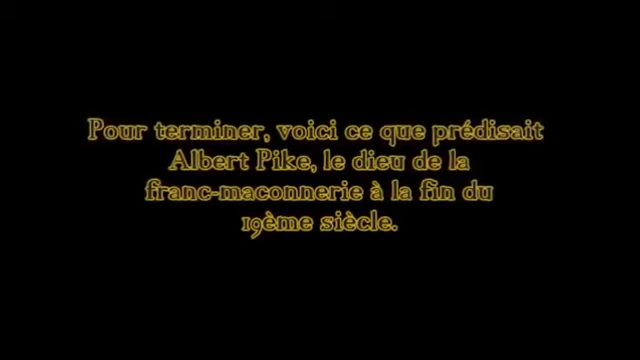 Pour terminer, voici ce que prédisait
Albert Pike, le dieu de la
franc-maconnerie à la fin du
19ème siècle.